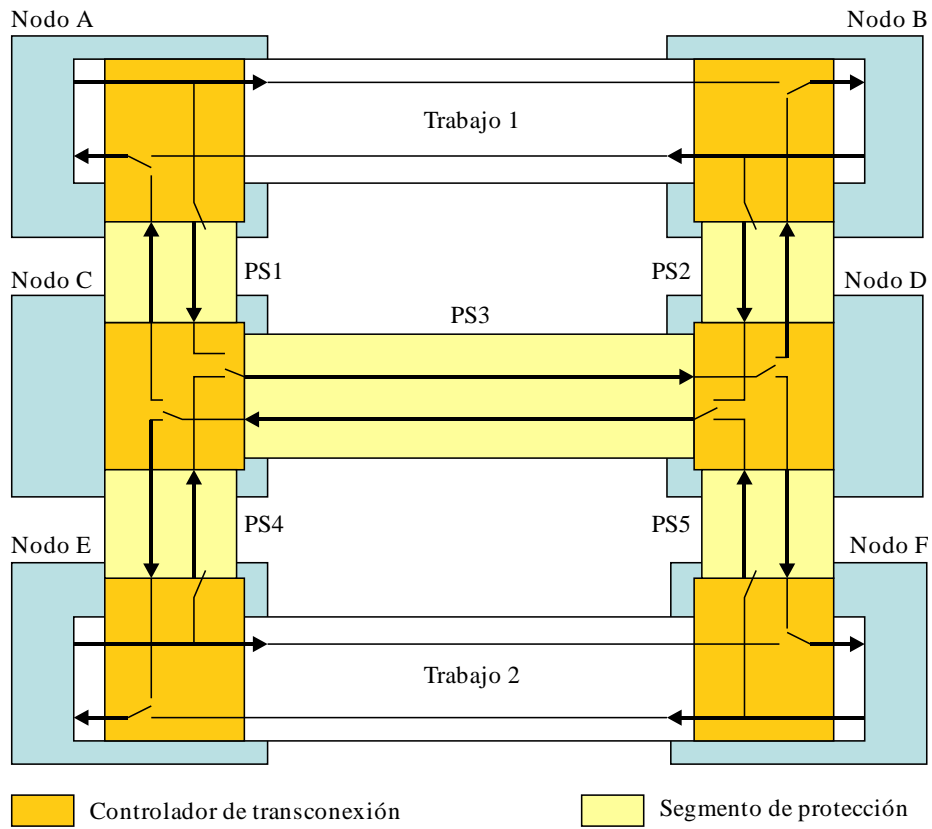 Nodo A
Nodo B
Trabajo 1
PS1
PS2
Nodo C
Nodo D
PS3
PS4
PS5
Nodo E
Nodo F
Trabajo 2
Controlador de transconexión
Segmento de protección